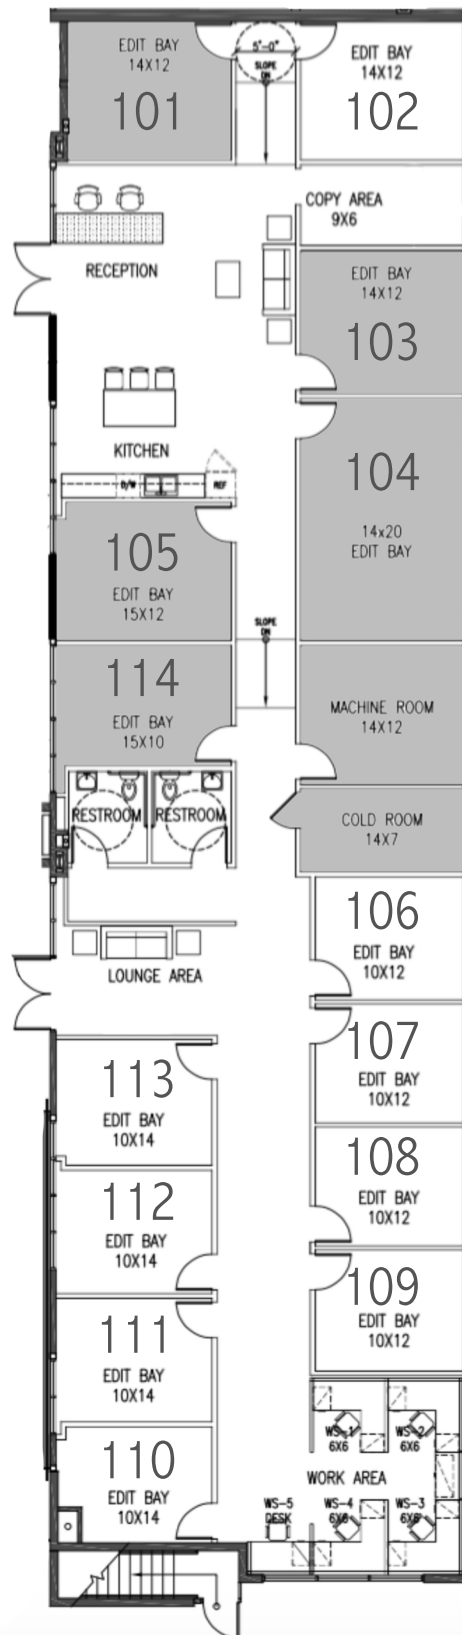 EDIT BAY
14X12
101
5'-0"
SLOPE
DN
EDIT BAY
14X12
102
COPY AREA
9X6
RECEPTION
EDIT BAY
14X12
103
KITCHEN
D/W
REF
104
14x20
EDIT BAY
105
EDIT BAY
15X12
SLOPE
DN
114
EDIT BAY
15X10
MACHINE ROOM
14X12
RESTROOM
RESTROOM
COLD ROOM
14X7
106
EDIT BAY
10X12
LOUNGE AREA
107
EDIT BAY
10X12
113
EDIT BAY
10X14
108
EDIT BAY
10X12
112
EDIT BAY
10X14
109
EDIT BAY
10X12
111
EDIT BAY
10X14
WS-1
6X6
WS-2
6X6
110
EDIT BAY
10X14
WORK AREA
WS-5
DESK
WS-4
6X6
WS-3
6X6